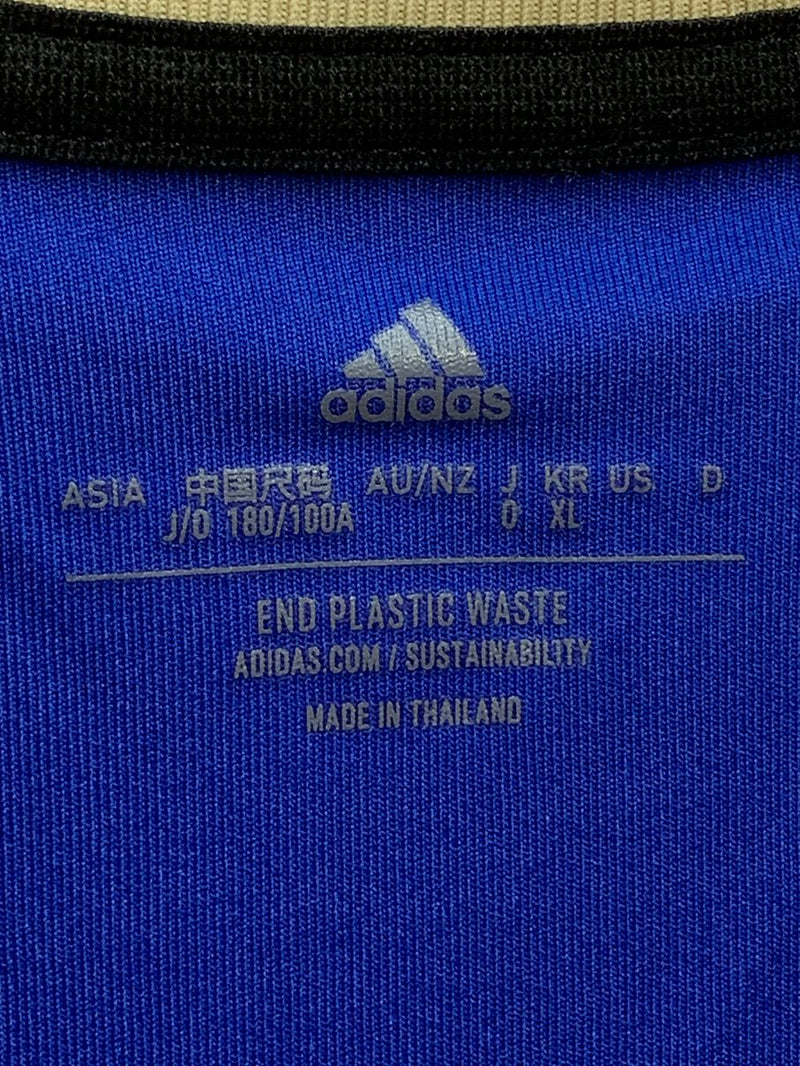 adidas
ASIA 中国尺码 AU/NZ J KR US D
J/O 180/100A O XL
END PLASTIC WASTE
ADIDAS.COM / SUSTAINABILITY
MADE IN THAILAND